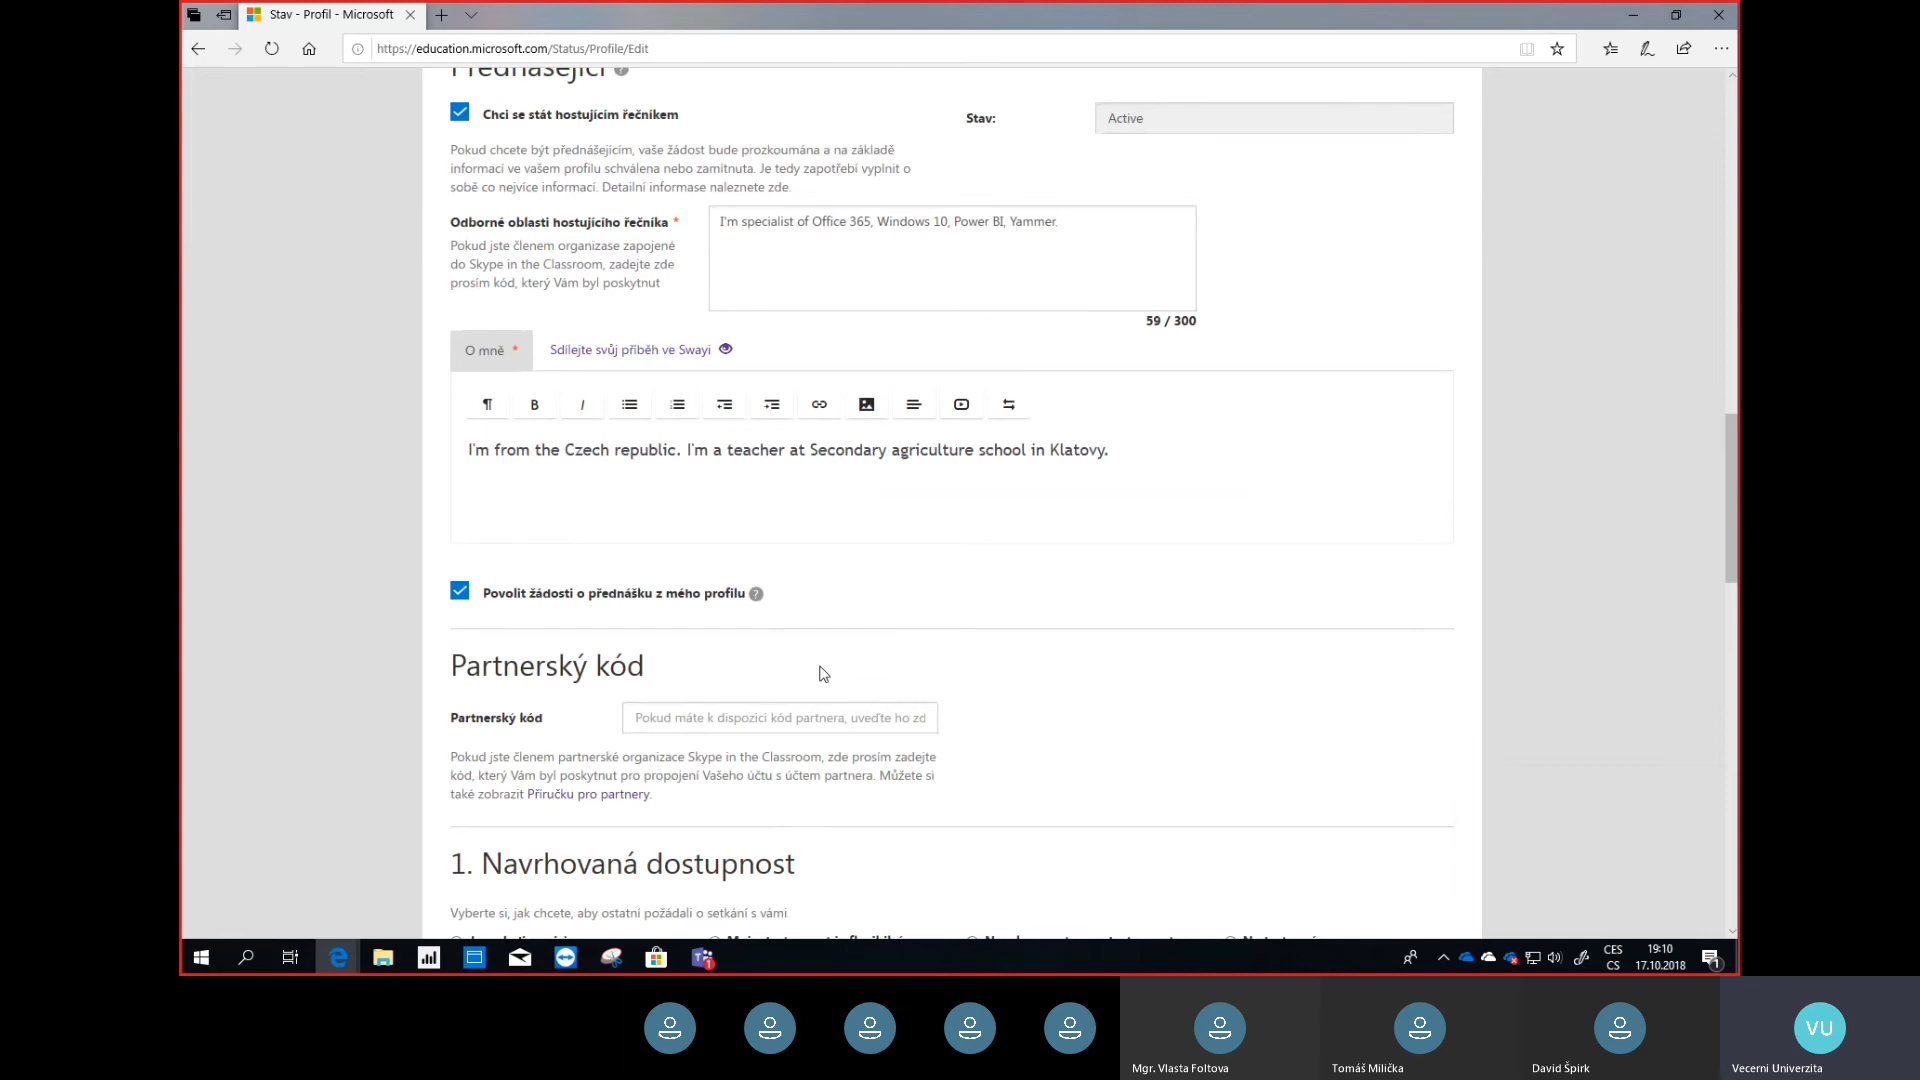 Stav - Profil - Microsoft
https://education.microsoft.com/Status/Profile/Edit
Přednášející
Chci se stát hostujícím řečníkem
Stav:
Active
Pokud chcete být přednášejícím, vaše žádost bude prozkoumána a na základě
informací ve vašem profilu schválena nebo zamítnuta. Je tedy zapotřebí vyplnit o
sobě co nejvíce informací. Detailní informase naleznete zde.
Odborné oblasti hostujícího řečníka *
Pokud jste členem organizase zapojené
do Skype in the Classroom, zadejte zde
prosím kód, který Vám byl poskytnut
I'm specialist of Office 365, Windows 10, Power BI, Yammer.
59 / 300
O mně *
Sdílejte svůj příběh ve Swayi
I'm from the Czech republic. I'm a teacher at Secondary agriculture school in Klatovy.
Povolit žádosti o přednášku z mého profilu
Partnerský kód
Partnerský kód
Pokud máte k dispozici kód partnera, uveďte ho zd
Pokud jste členem partnerské organizace Skype in the Classroom, zde prosím zadejte
kód, který Vám byl poskytnut pro propojení Vašeho účtu s účtem partnera. Můžete si
také zobrazit Příručku pro partnery.
1. Navrhovaná dostupnost
Vyberte si, jak chcete, aby ostatní požádali o setkání s vámi.
CES
CS
19:10
17.10.2018
1
Mgr. Vlasta Foltova
Tomáš Milička
David Špirk
VU
Vecerni Univerzita